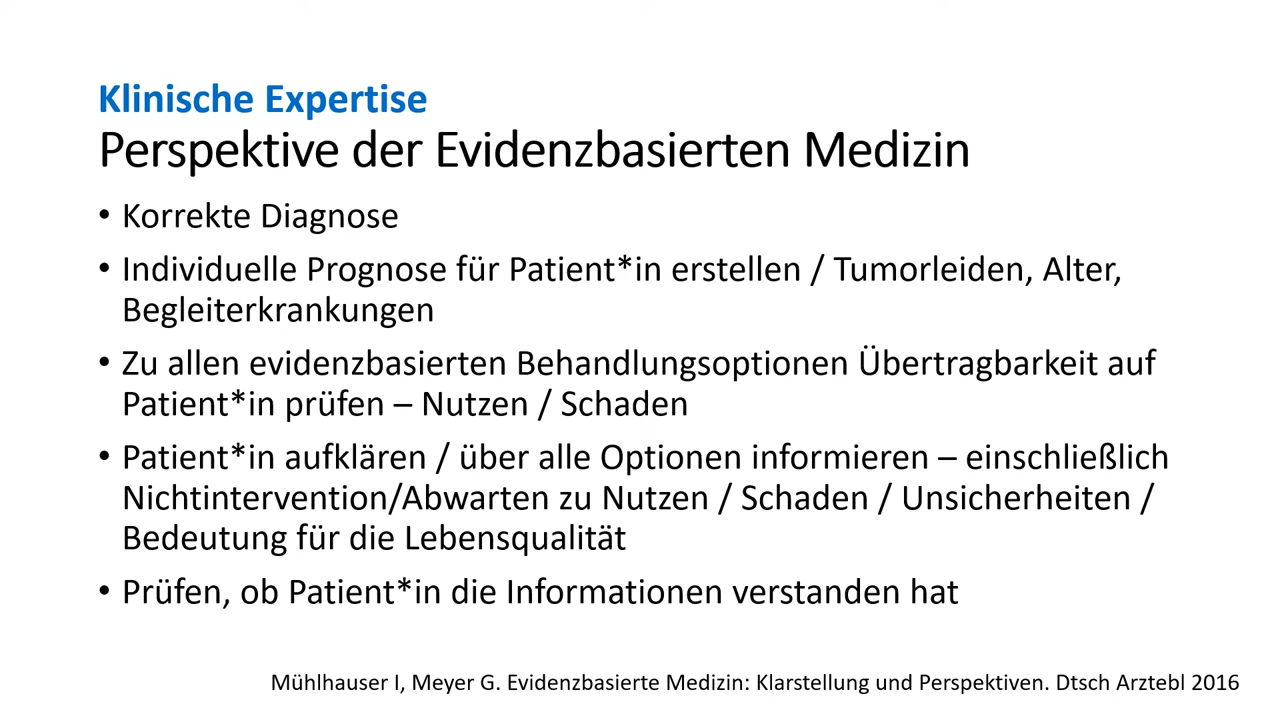 Klinische Expertise
Perspektive der Evidenzbasierten Medizin
• Korrekte Diagnose
• Individuelle Prognose für Patient*in erstellen / Tumorleiden, Alter,
Begleiterkrankungen
• Zu allen evidenzbasierten Behandlungsoptionen Übertragbarkeit auf
Patient*in prüfen – Nutzen / Schaden
• Patient*in aufklären / über alle Optionen informieren – einschließlich
Nichtintervention/Abwarten zu Nutzen / Schaden / Unsicherheiten /
Bedeutung für die Lebensqualität
• Prüfen, ob Patient*in die Informationen verstanden hat
Mühlhauser I, Meyer G. Evidenzbasierte Medizin: Klarstellung und Perspektiven. Dtsch Arztebl 2016